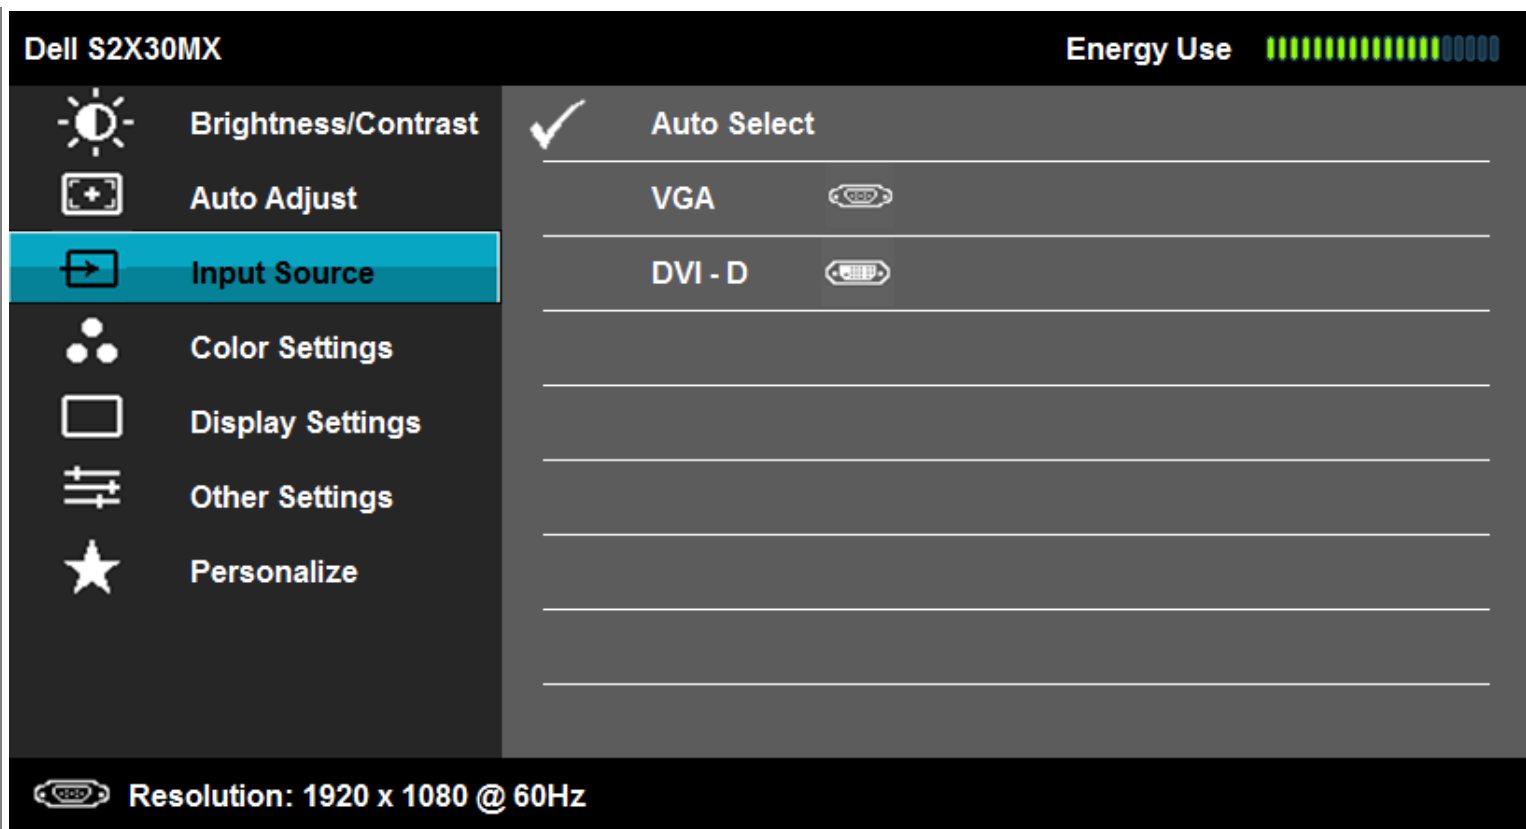 Dell S2X30MX
Energy Use
Brightness/Contrast
Auto Select
Auto Adjust
VGA
Input Source
DVI - D
Color Settings
Display Settings
Other Settings
Personalize
Resolution: 1920 x 1080 @ 60Hz